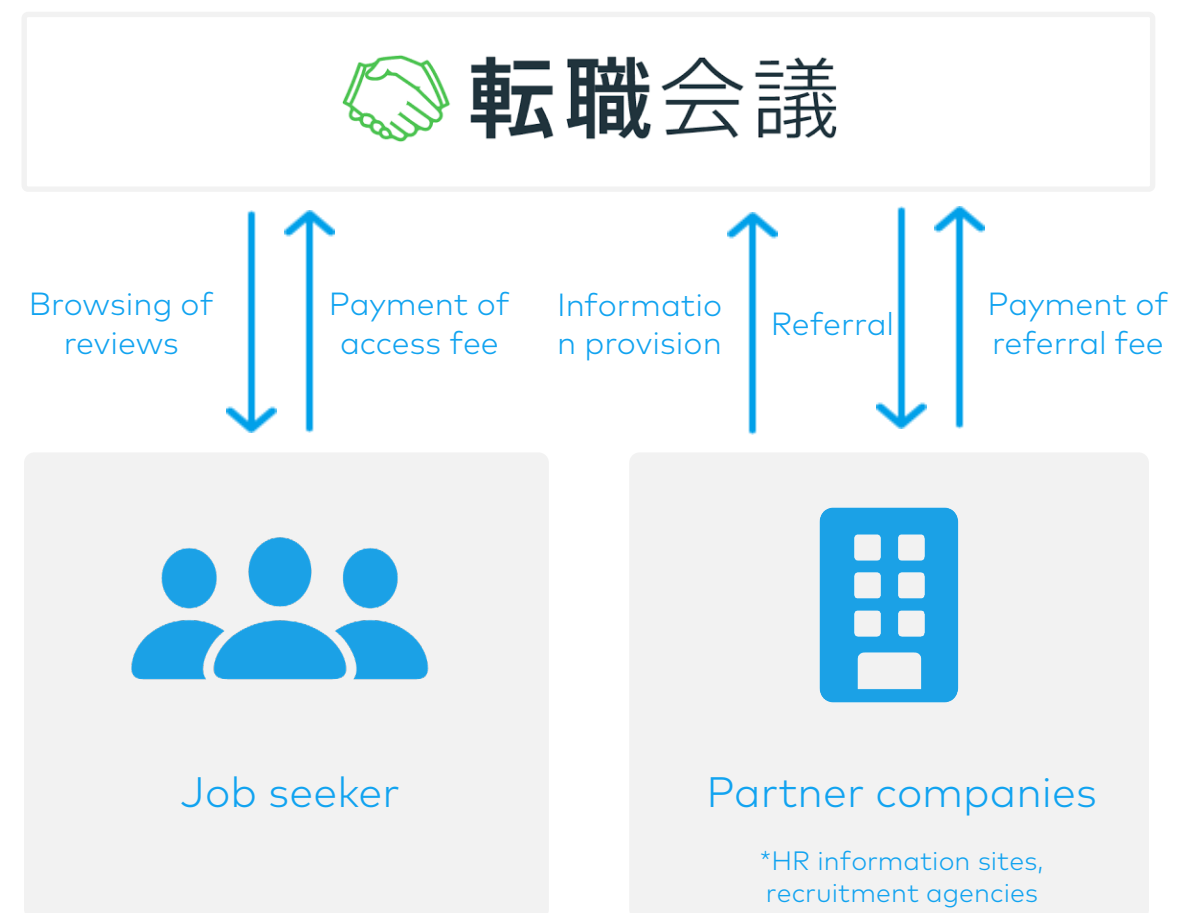 転職会議
Browsing of
reviews
Payment of
access fee
Informatio
n provision
Referral
Payment of
referral fee
Job seeker
Partner companies
*HR information sites,
recruitment agencies